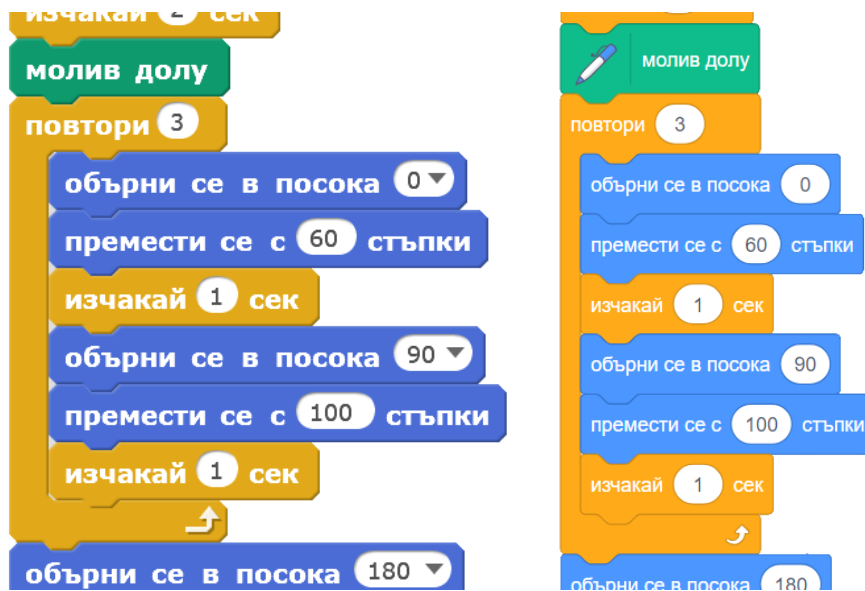 изчакай 2 сек
молив долу
повтори 3
обърни се в посока 0
премести се с 60 стъпки
изчакай 1 сек
обърни се в посока 90
премести се с 100 стъпки
изчакай 1 сек
обърни се в посока 180
молив долу
повтори 3
обърни се в посока 0
премести се с 60 стъпки
изчакай 1 сек
обърни се в посока 90
премести се с 100 стъпки
изчакай 1 сек
обърни се в посока 180